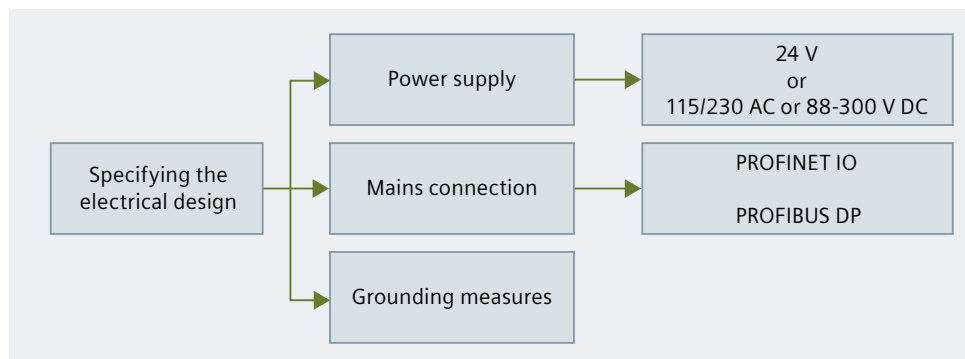 Specifying the
electrical design
Power supply
24 V
or
115/230 AC or 88-300 V DC
Mains connection
PROFINET IO
PROFIBUS DP
Grounding measures